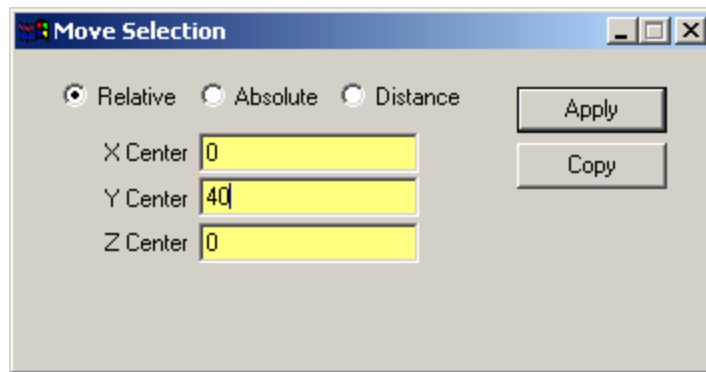 Move Selection
Relative Absolute Distance
Apply
X Center 0
Copy
Y Center 40
Z Center 0